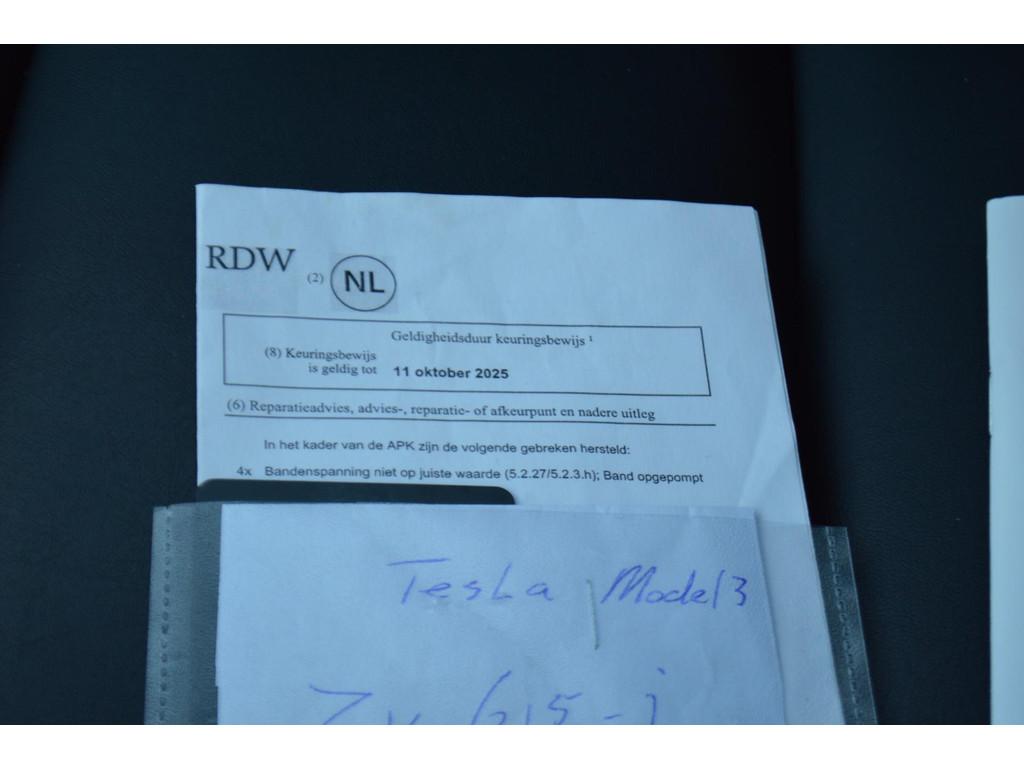 RDW (2) NL
Geldigheidsduur keuringsbewijs ¹
(8) Keuringsbewijs
is geldig tot 11 oktober 2025
(6) Reparatieadvies, advies-, reparatie- of afkeurpunt en nadere uitleg
In het kader van de APK zijn de volgende gebreken hersteld:
4x Bandenspanning niet op juiste waarde (5.2.27/5.2.3.h); Band opgepompt
Tesla Model 3